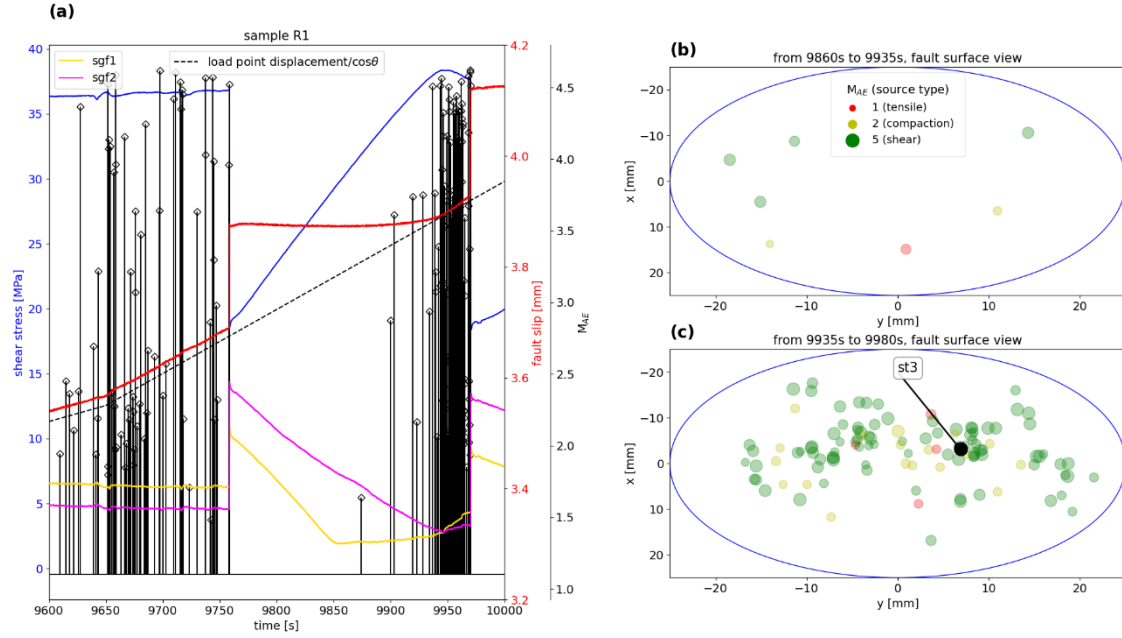 (a)
sample R1
sgf1
sgf2
load point displacement/cosθ
shear stress [MPa]
40
35
30
25
20
15
10
5
0
9600
9650
9700
9750
9800
9850
9900
9950
10000
time [s]
4.2
4.0
3.8
3.6
3.4
3.2
fault slip [mm]
4.5
4.0
3.5
3.0
2.5
2.0
1.5
1.0
M_AE
(b)
from 9860s to 9935s, fault surface view
M_AE (source type)
1 (tensile)
2 (compaction)
5 (shear)
x [mm]
−20
−10
0
10
20
−20
−10
0
10
20
y [mm]
(c)
from 9935s to 9980s, fault surface view
st3
x [mm]
−20
−10
0
10
20
−20
−10
0
10
20
y [mm]